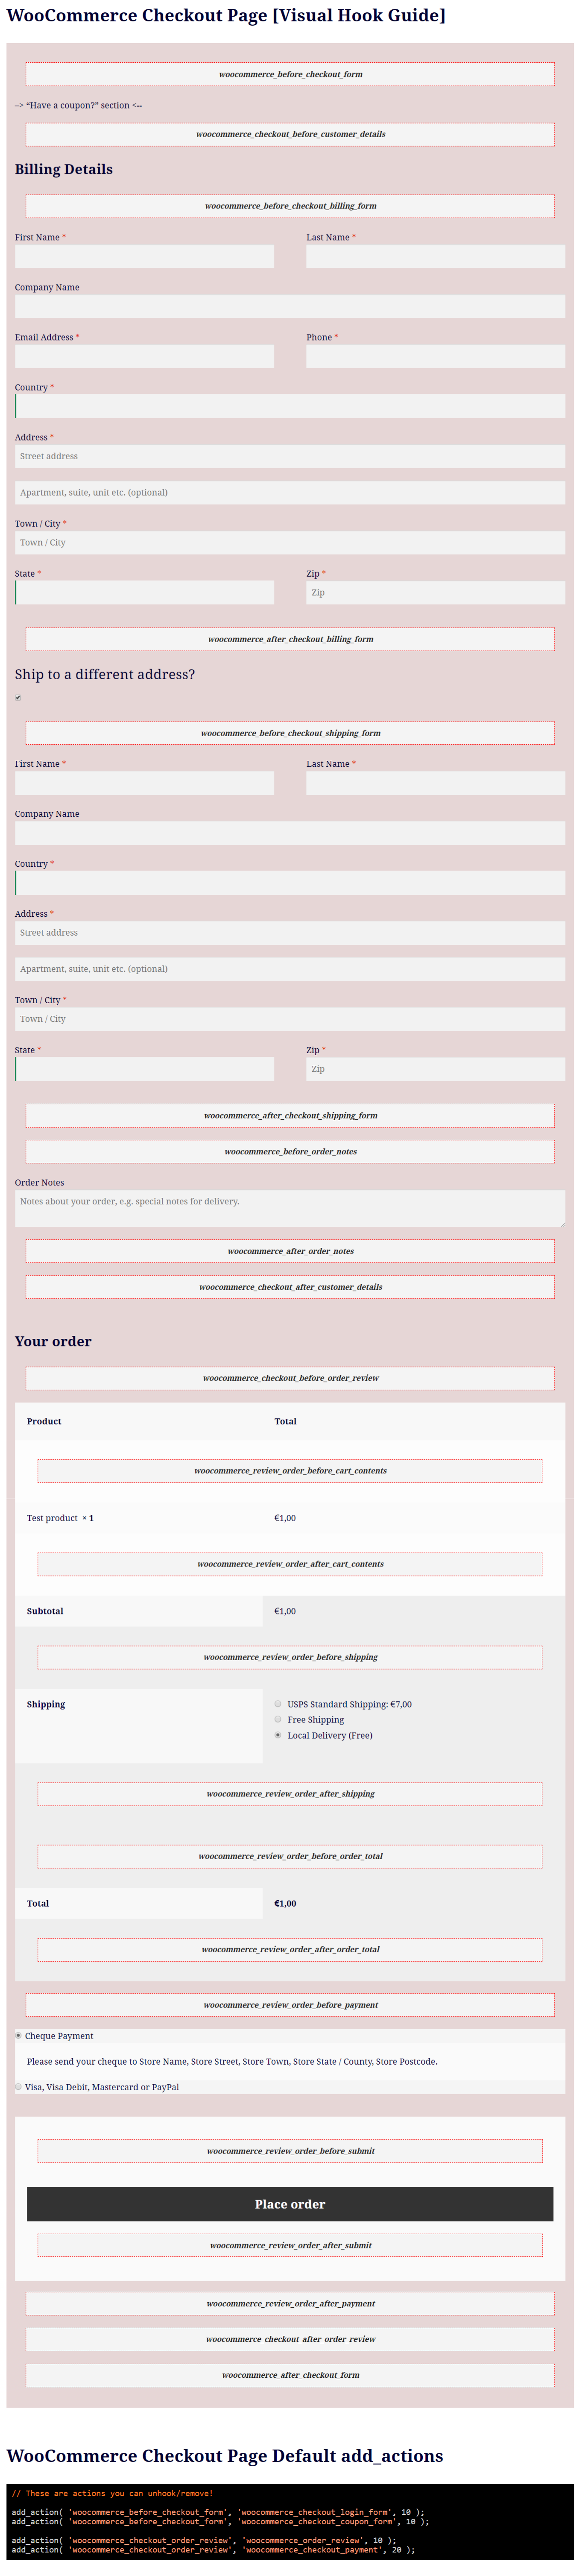 WooCommerce Checkout Page [Visual Hook Guide]
woocommerce_before_checkout_form
–> “Have a coupon?” section <--
woocommerce_checkout_before_customer_details
Billing Details
woocommerce_before_checkout_billing_form
First Name * Last Name *
Company Name
Email Address * Phone *
Country *
Address *
Street address
Apartment, suite, unit etc. (optional)
Town / City *
Town / City
State * Zip *
Zip
woocommerce_after_checkout_billing_form
Ship to a different address?
woocommerce_before_checkout_shipping_form
First Name * Last Name *
Company Name
Country *
Address *
Street address
Apartment, suite, unit etc. (optional)
Town / City *
Town / City
State * Zip *
Zip
woocommerce_after_checkout_shipping_form
woocommerce_before_order_notes
Order Notes
Notes about your order, e.g. special notes for delivery.
woocommerce_after_order_notes
woocommerce_checkout_after_customer_details
Your order
woocommerce_checkout_before_order_review
Product Total
woocommerce_review_order_before_cart_contents
Test product × 1 €1,00
woocommerce_review_order_after_cart_contents
Subtotal €1,00
woocommerce_review_order_before_shipping
Shipping USPS Standard Shipping: €7,00
Free Shipping
Local Delivery (Free)
woocommerce_review_order_after_shipping
woocommerce_review_order_before_order_total
Total €1,00
woocommerce_review_order_after_order_total
woocommerce_review_order_before_payment
Cheque Payment
Please send your cheque to Store Name, Store Street, Store Town, Store State / County, Store Postcode.
Visa, Visa Debit, Mastercard or PayPal
woocommerce_review_order_before_submit
Place order
woocommerce_review_order_after_submit
woocommerce_review_order_after_payment
woocommerce_checkout_after_order_review
woocommerce_after_checkout_form
WooCommerce Checkout Page Default add_actions
// These are actions you can unhook/remove!
add_action( 'woocommerce_before_checkout_form', 'woocommerce_checkout_login_form', 10 );
add_action( 'woocommerce_before_checkout_form', 'woocommerce_checkout_coupon_form', 10 );
add_action( 'woocommerce_checkout_order_review', 'woocommerce_order_review', 10 );
add_action( 'woocommerce_checkout_order_review', 'woocommerce_checkout_payment', 20 );